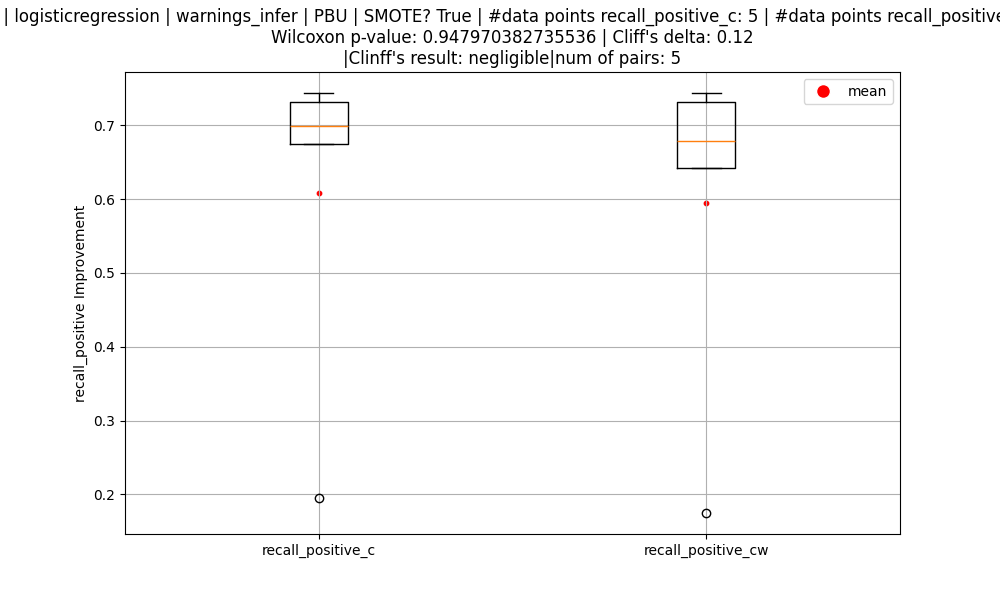 | logisticregression | warnings_infer | PBU | SMOTE? True | #data points recall_positive_c: 5 | #data points recall_positive
Wilcoxon p-value: 0.947970382735536 | Cliff's delta: 0.12
|Clinff's result: negligible|num of pairs: 5
mean
recall_positive Improvement
0.7
0.6
0.5
0.4
0.3
0.2
recall_positive_c
recall_positive_cw